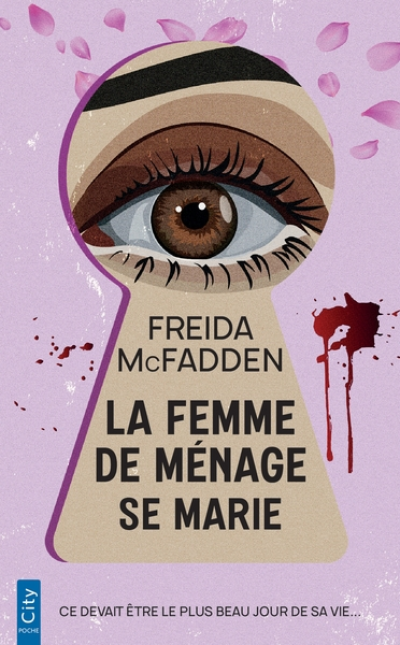 FREIDA
McFADDEN
LA FEMME
DE MÉNAGE
SE MARIE
City
POCHE
CE DEVAIT ÊTRE LE PLUS BEAU JOUR DE SA VIE...